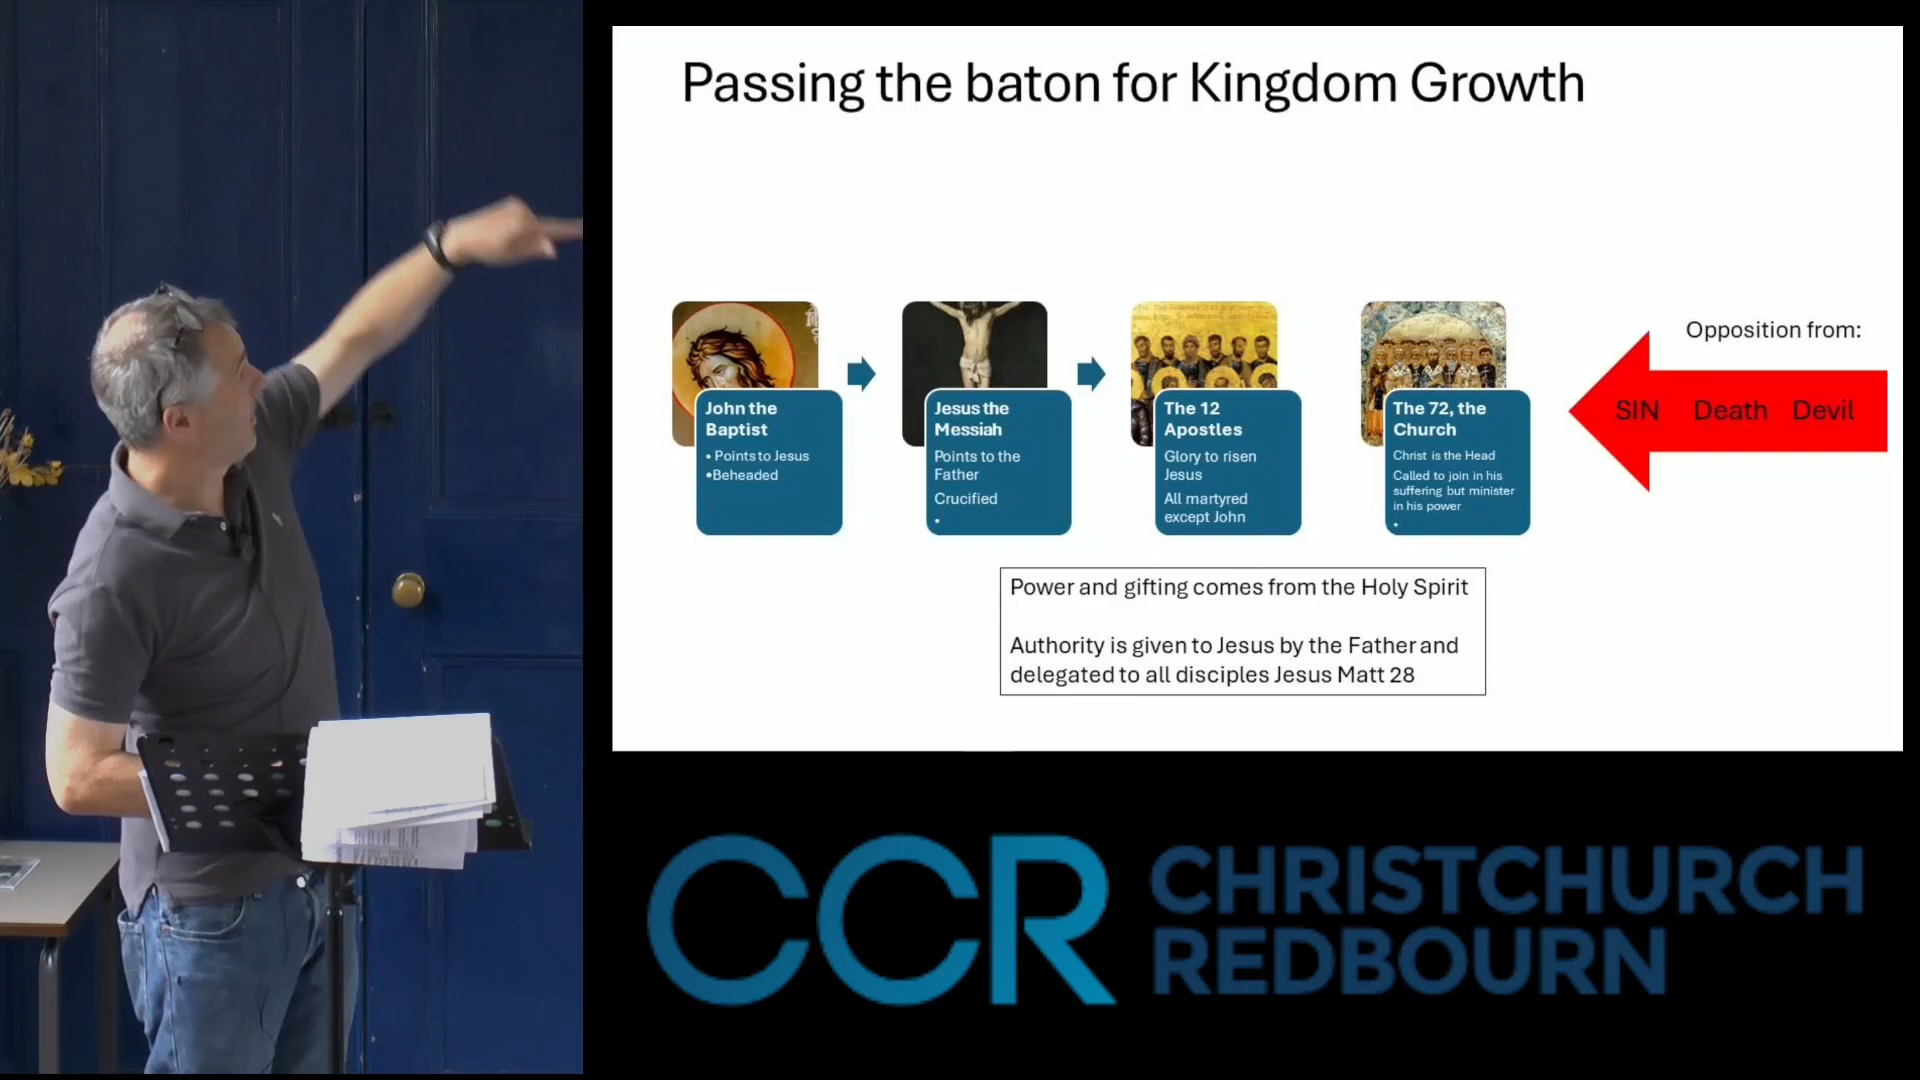 Passing the baton for Kingdom Growth
John the
Baptist
• Points to Jesus
•Beheaded
Jesus the
Messiah
Points to the
Father
Crucified
•
The 12
Apostles
Glory to risen
Jesus
All martyred
except John
The 72, the
Church
Christ is the Head
Called to join in his
suffering but minister
in his power
•
Opposition from:
SIN Death Devil
Power and gifting comes from the Holy Spirit
Authority is given to Jesus by the Father and
delegated to all disciples Jesus Matt 28
CCR
CHRISTCHURCH
REDBOURN